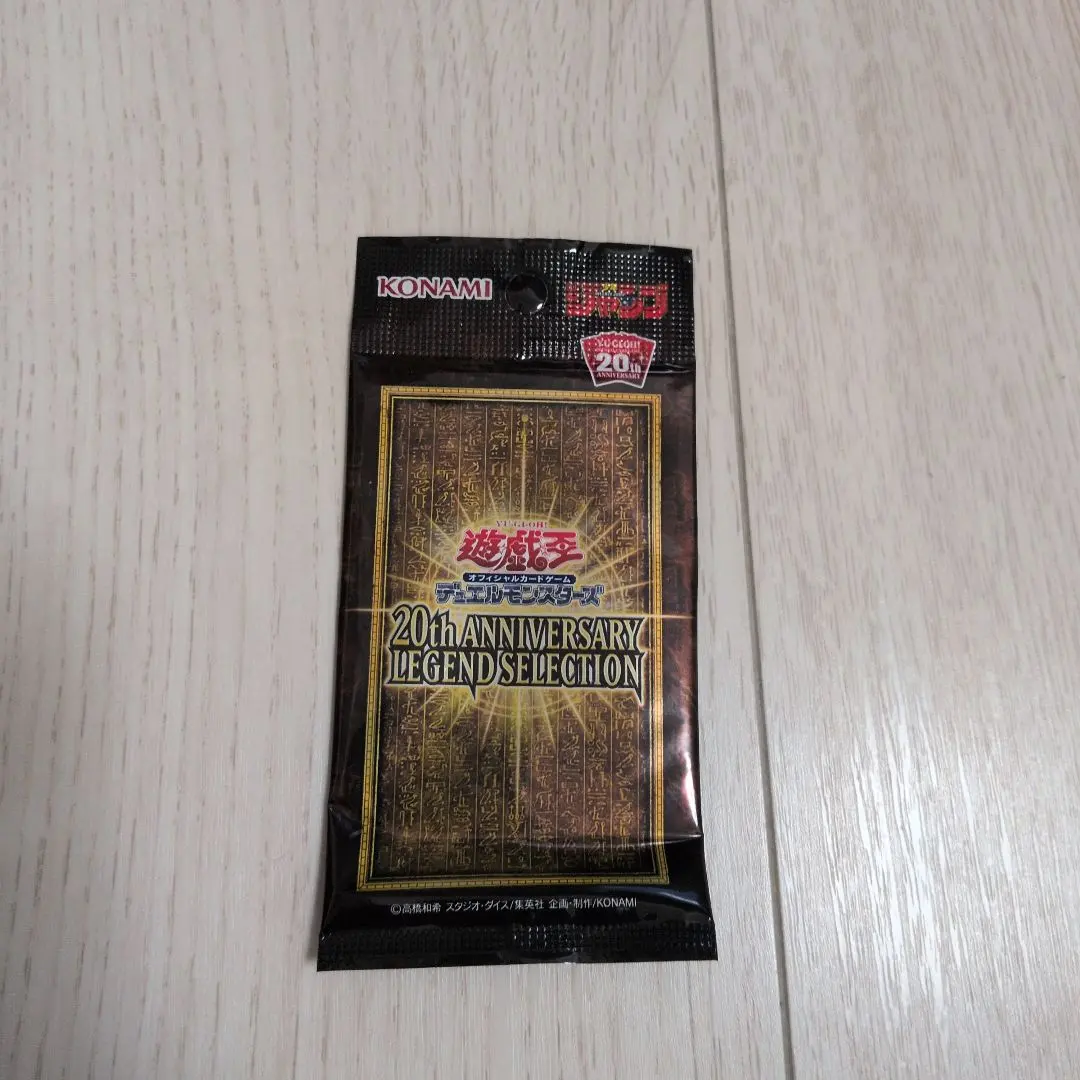 KONAMI
ジャンプ
YU-GI-OH!
20th
ANNIVERSARY
YU-GI-OH!
遊戯王
オフィシャルカードゲーム
デュエルモンスターズ
20th ANNIVERSARY
LEGEND SELECTION
©高橋和希 スタジオ・ダイス/集英社 企画・制作/KONAMI